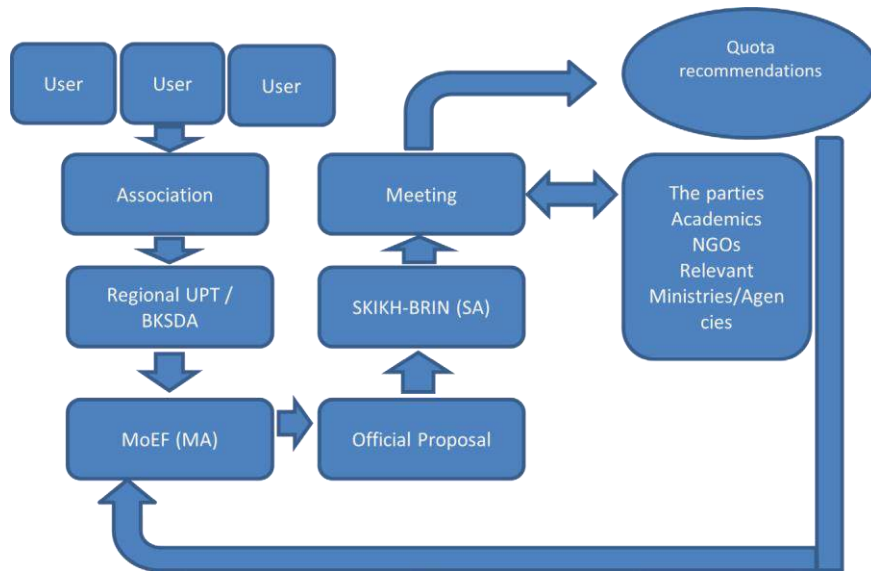 User
User
User
Quota
recommendations
Association
Meeting
The parties
Academics
NGOs
Relevant
Ministries/Agen
cies
Regional UPT /
BKSDA
SKIKH-BRIN (SA)
MoEF (MA)
Official Proposal